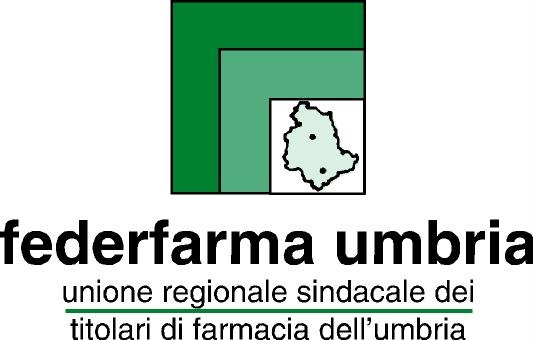 federfarma umbria
unione regionale sindacale dei
titolari di farmacia dell'umbria